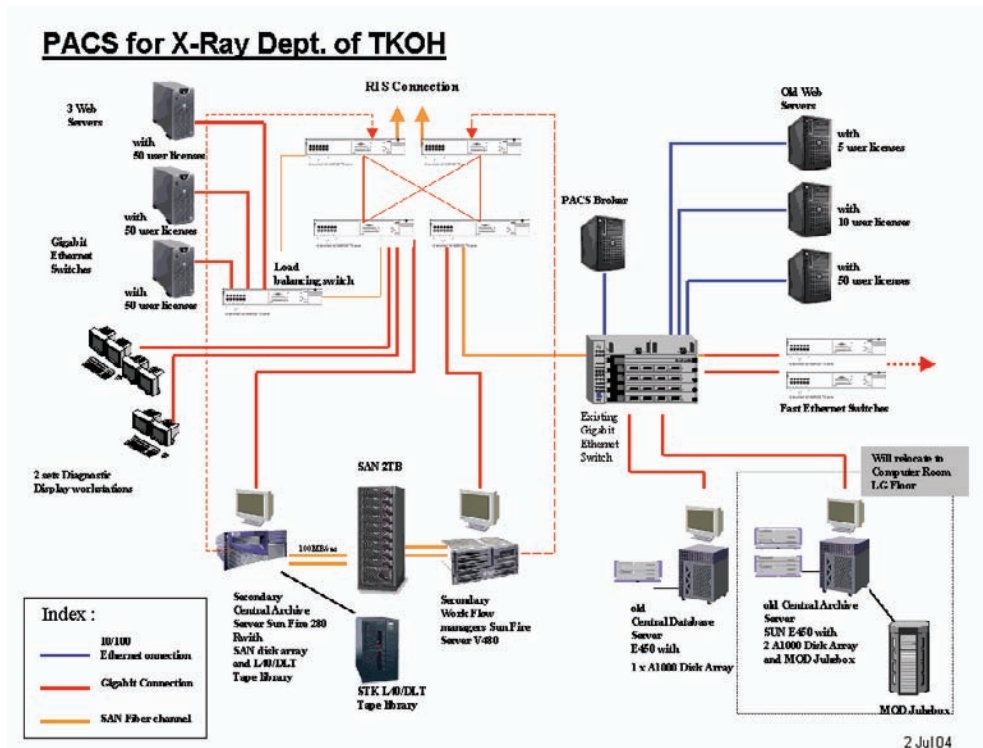 PACS for X-Ray Dept. of TKOH
RIS Connection
3 Web
Servers
with
50 user licenses
with
50 user licenses
Gigabit
Ethernet
Switches
with
50 user licenses
Load
balancing switch
Old Web
Servers
with
5 user licenses
PACS Broker
with
10 user licenses
with
50 user licenses
Fast Ethernet Switches
Existing
Gigabit
Ethernet
Switch
2 sets Diagnostic
Display workstations
SAN 2TB
Will relocate to
Computer Room
LG Floor
Secondary
Central Archive
Server Sun Fire 280
Rwith
SAN disk array
and L40/DLT
Tape library
STK L40/DLT
Tape library
Secondary
Work Flow
managers Sun Fire
Server V480
old
Central Database
Server
E450 with
1 x A1000 Disk Array
old Central Archive
Server
SUN E450 with
2 A1000 Disk Array
and MOD Jukebox
MOD Jukebox
Index :
10/100
Ethernet onnection
Gigabit Connection
SAN Fiber channel
2 Jul 04